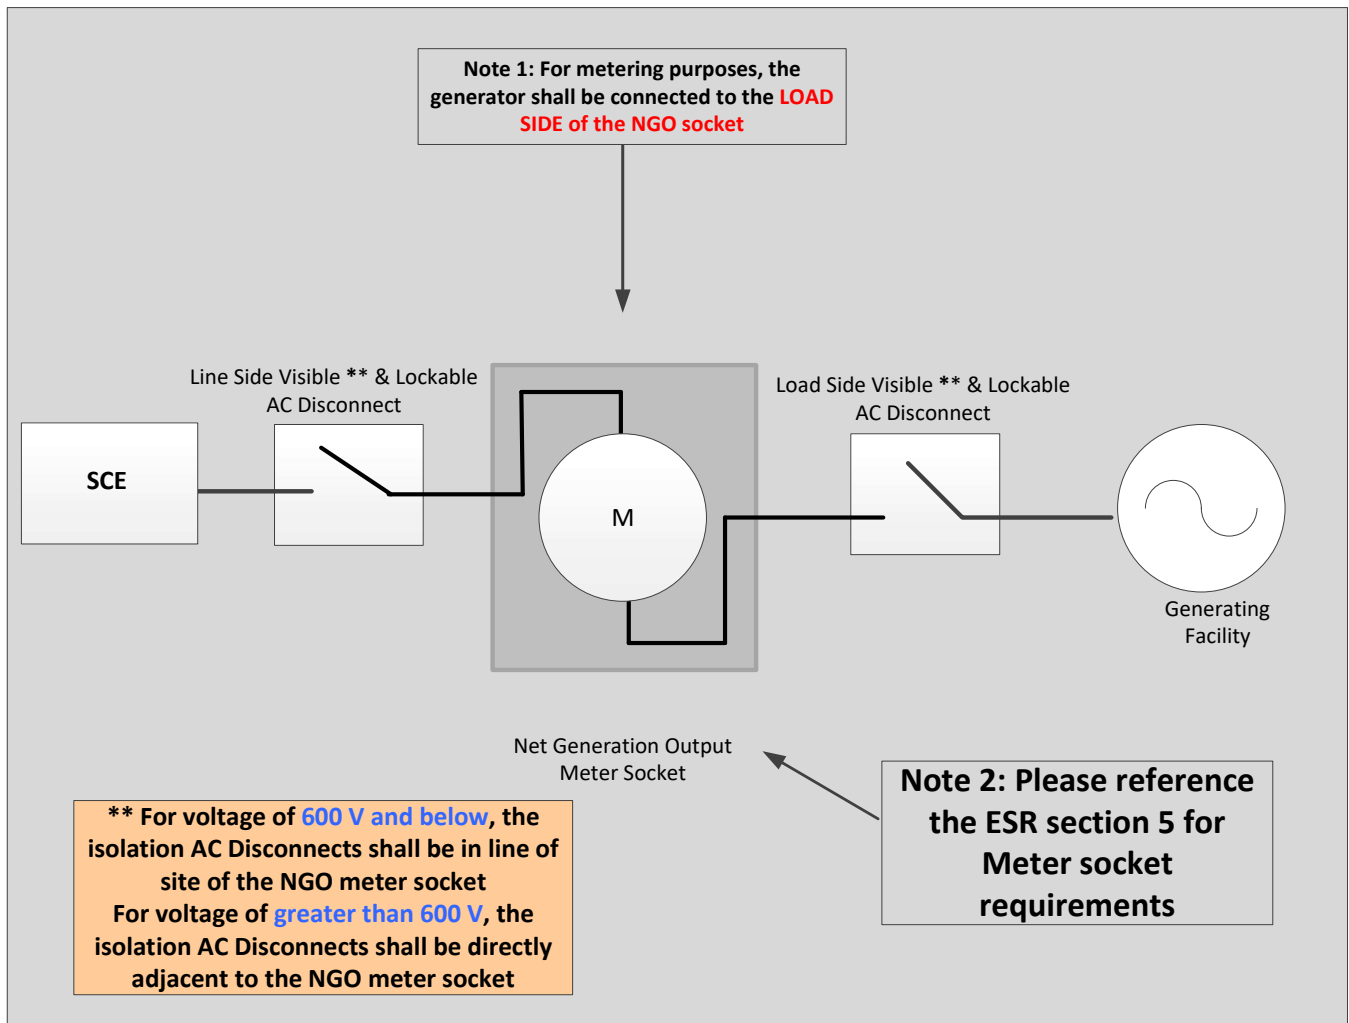 Note 1: For metering purposes, the
generator shall be connected to the LOAD
SIDE of the NGO socket
Line Side Visible ** & Lockable
AC Disconnect
Load Side Visible ** & Lockable
AC Disconnect
SCE
M
Generating
Facility
Net Generation Output
Meter Socket
** For voltage of 600 V and below, the
isolation AC Disconnects shall be in line of
site of the NGO meter socket
For voltage of greater than 600 V, the
isolation AC Disconnects shall be directly
adjacent to the NGO meter socket
Note 2: Please reference
the ESR section 5 for
Meter socket
requirements